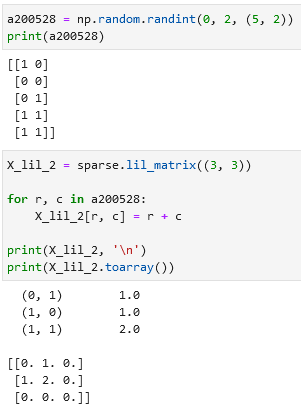 a200528 = np.random.randint(0, 2, (5, 2))
print(a200528)
[[1 0]
 [0 0]
 [0 1]
 [1 1]
 [1 1]]
X_lil_2 = sparse.lil_matrix((3, 3))
for r, c in a200528:
    X_lil_2[r, c] = r + c
print(X_lil_2, '\n')
print(X_lil_2.toarray())
  (0, 1)        1.0
  (1, 0)        1.0
  (1, 1)        2.0
[[0. 1. 0.]
 [1. 2. 0.]
 [0. 0. 0.]]